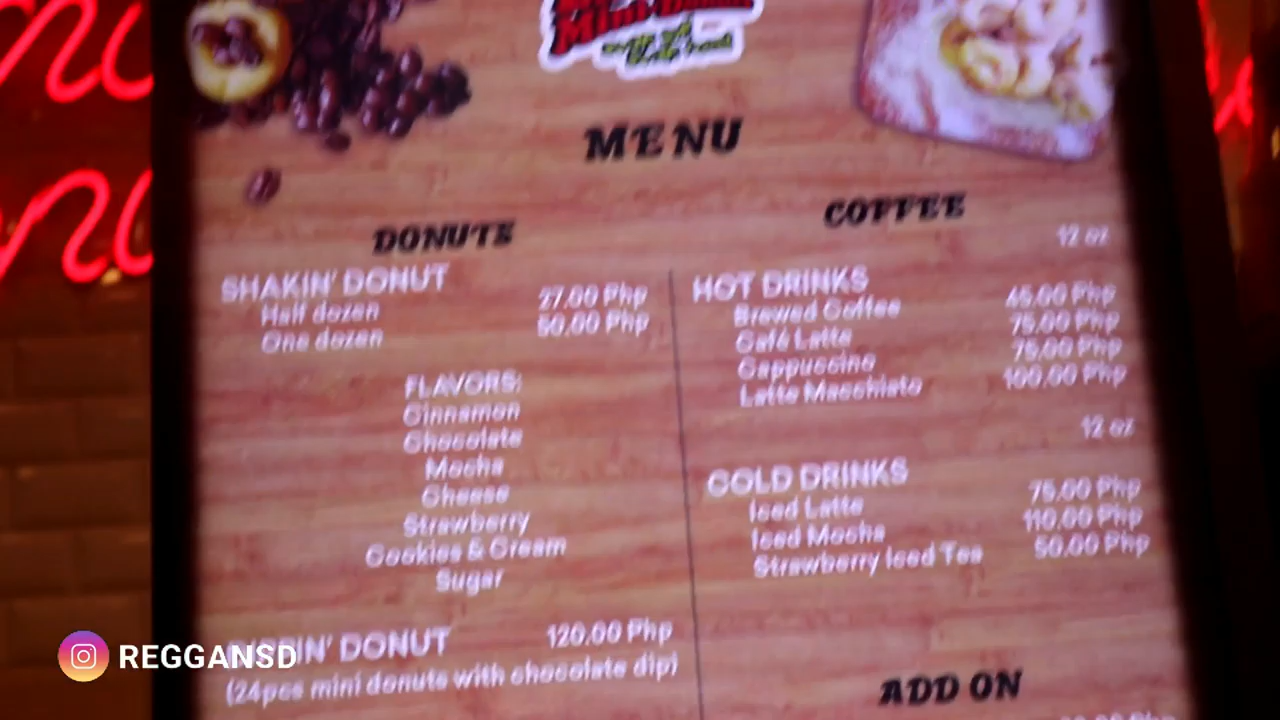 Mini Donut
MENU
DONUTS
SHAKIN' DONUT
Half dozen 27.00 Php
One dozen 50.00 Php
FLAVORS:
Cinnamon
Chocolate
Mocha
Cheese
Strawberry
Cookies & Cream
Sugar
DIPPIN' DONUT 120.00 Php
(24pcs mini donuts with chocolate dip)
COFFEE
12 oz
HOT DRINKS
Brewed Coffee 45.00 Php
Café Latte 75.00 Php
Cappuccino 75.00 Php
Latte Macchiato 100.00 Php
12 oz
COLD DRINKS
Iced Latte 75.00 Php
Iced Mocha 110.00 Php
Strawberry Iced Tea 50.00 Php
ADD ON
REGGANSD